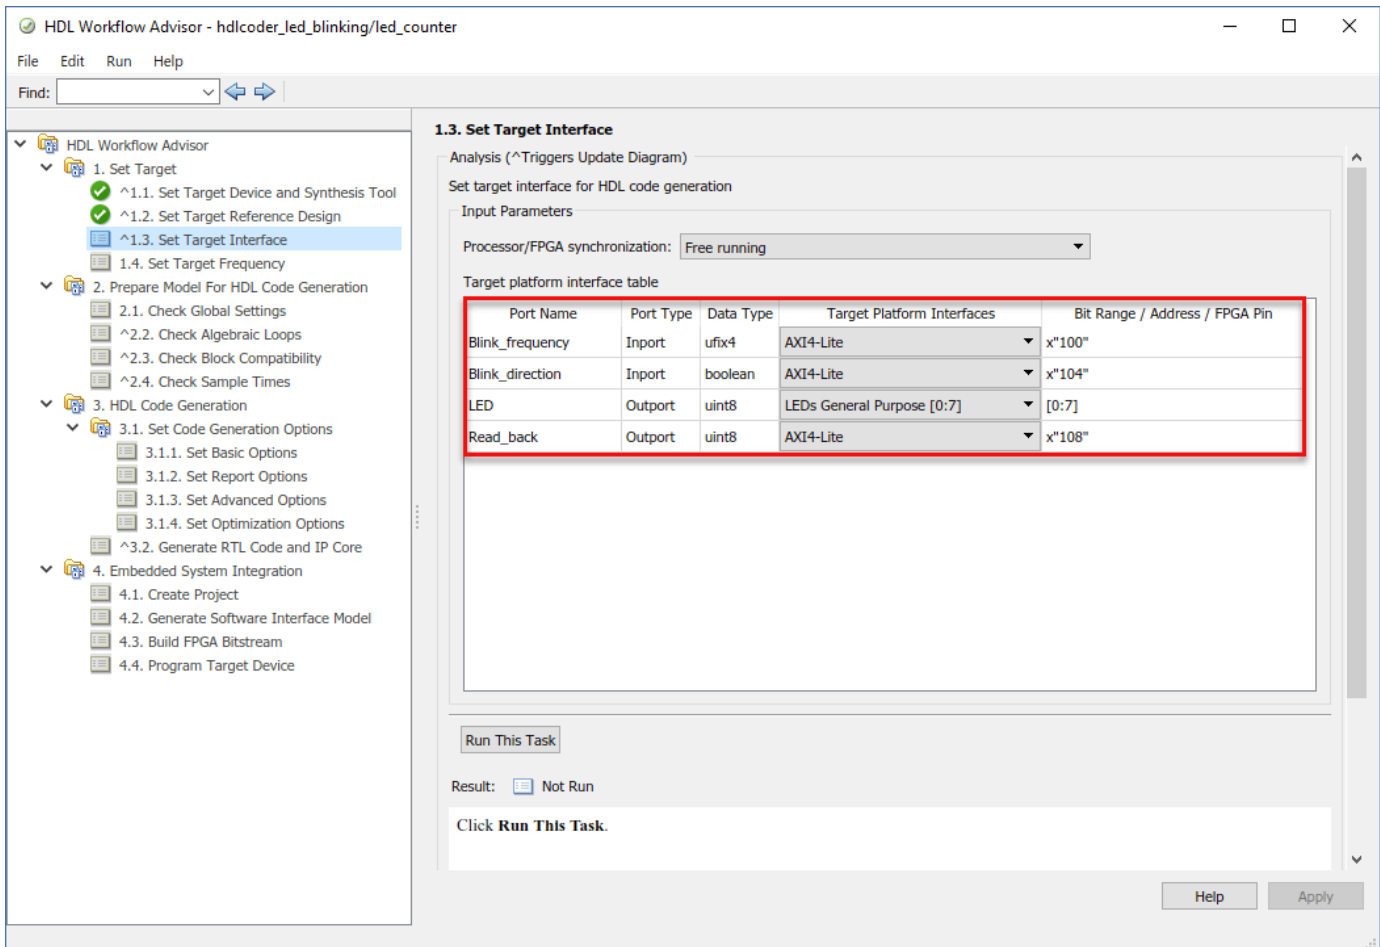 HDL Workflow Advisor - hdlcoder_led_blinking/led_counter
File Edit Run Help
Find:
HDL Workflow Advisor
1. Set Target
^1.1. Set Target Device and Synthesis Tool
^1.2. Set Target Reference Design
^1.3. Set Target Interface
1.4. Set Target Frequency
2. Prepare Model For HDL Code Generation
2.1. Check Global Settings
^2.2. Check Algebraic Loops
^2.3. Check Block Compatibility
^2.4. Check Sample Times
3. HDL Code Generation
3.1. Set Code Generation Options
3.1.1. Set Basic Options
3.1.2. Set Report Options
3.1.3. Set Advanced Options
3.1.4. Set Optimization Options
^3.2. Generate RTL Code and IP Core
4. Embedded System Integration
4.1. Create Project
4.2. Generate Software Interface Model
4.3. Build FPGA Bitstream
4.4. Program Target Device
1.3. Set Target Interface
Analysis (^Triggers Update Diagram)
Set target interface for HDL code generation
Input Parameters
Processor/FPGA synchronization: Free running
Target platform interface table
Port Name Port Type Data Type Target Platform Interfaces Bit Range / Address / FPGA Pin
Blink_frequency Inport ufix4 AXI4-Lite x"100"
Blink_direction Inport boolean AXI4-Lite x"104"
LED Outport uint8 LEDs General Purpose [0:7] [0:7]
Read_back Outport uint8 AXI4-Lite x"108"
Run This Task
Result: Not Run
Click Run This Task.
Help Apply